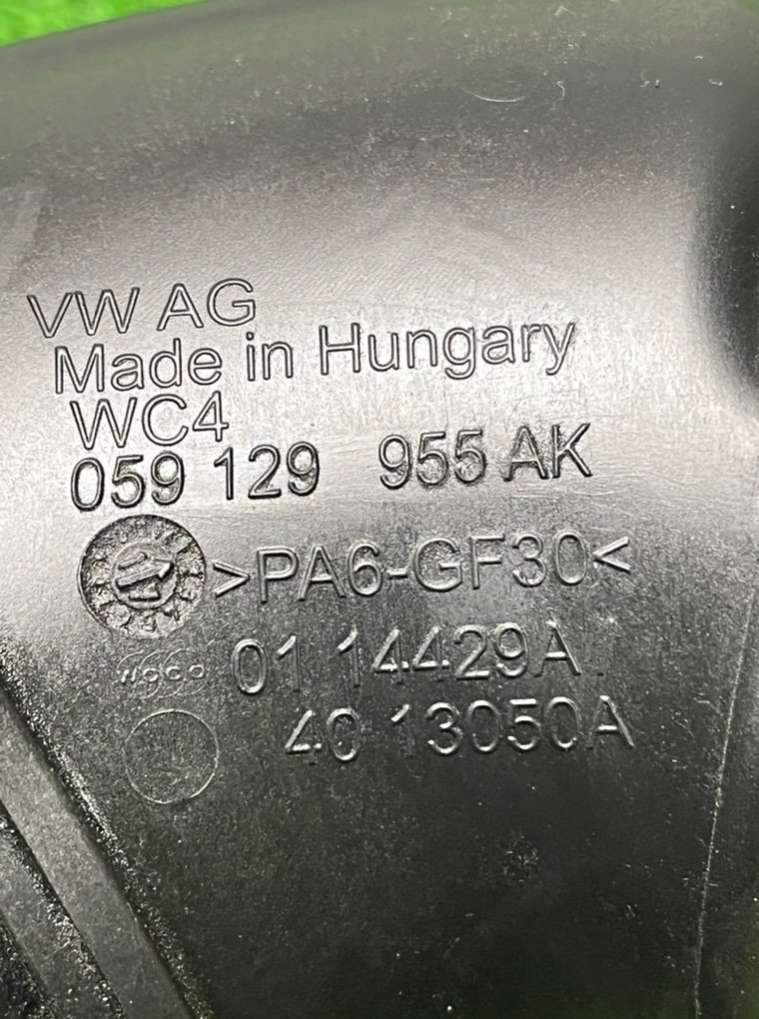 VW AG
Made in Hungary
WC4
059 129 955 AK
>PA6-GF30<
woco 01 14429A
40 13050A